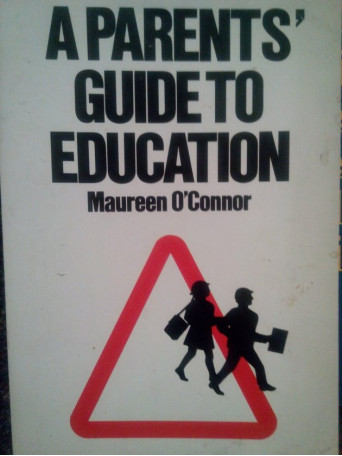 A PARENTS'
GUIDE TO
EDUCATION
Maureen O'Connor